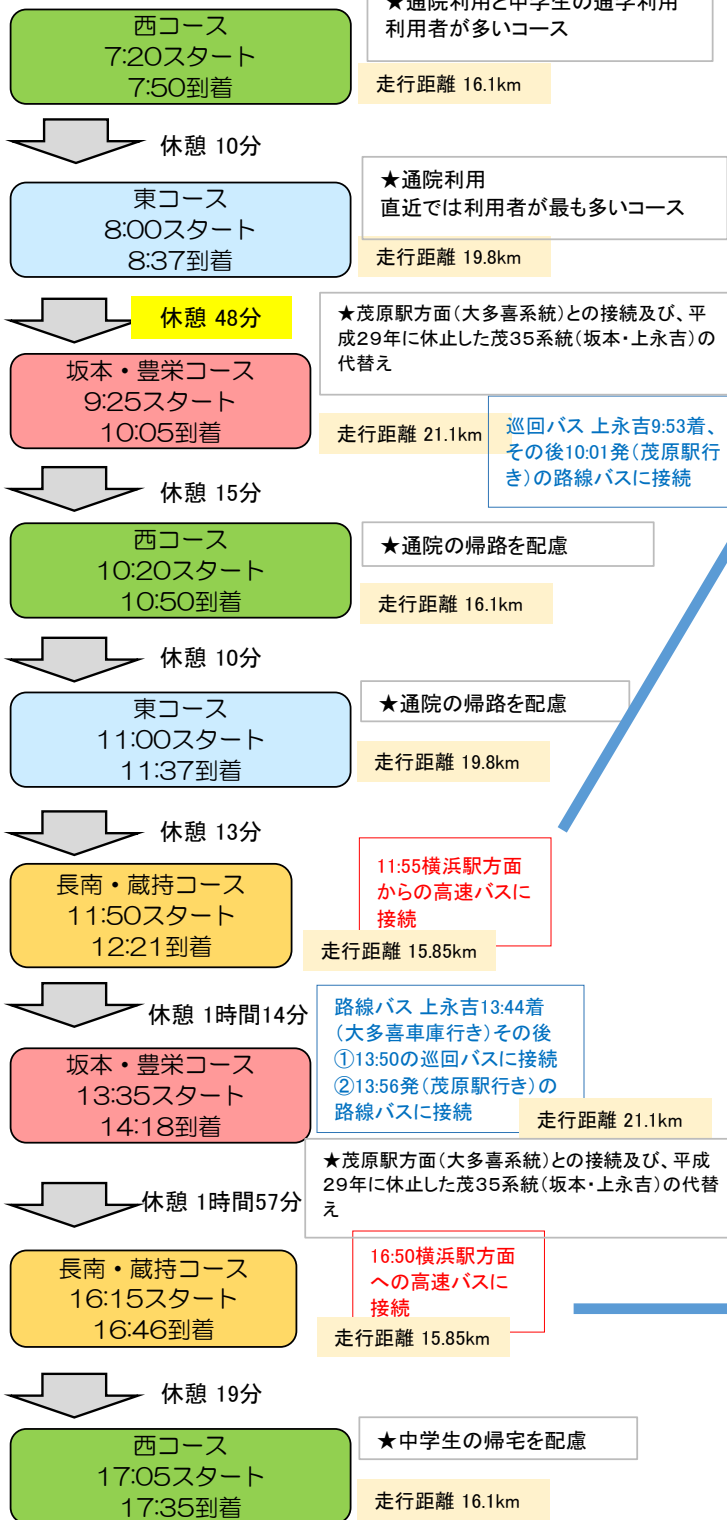 ★通院利用と中学生の通学利用
利用者が多いコース
西コース
7:20スタート
7:50到着
走行距離 16.1km
休憩 10分
★通院利用
直近では利用者が最も多いコース
東コース
8:00スタート
8:37到着
走行距離 19.8km
休憩 48分
★茂原駅方面(大多喜系統)との接続及び、平
成29年に休止した茂35系統(坂本・上永吉)の
代替え
坂本・豊栄コース
9:25スタート
10:05到着
走行距離 21.1km
巡回バス 上永吉9:53着、
その後10:01発(茂原駅行
き)の路線バスに接続
休憩 15分
西コース
10:20スタート
10:50到着
★通院の帰路を配慮
走行距離 16.1km
休憩 10分
東コース
11:00スタート
11:37到着
★通院の帰路を配慮
走行距離 19.8km
休憩 13分
長南・蔵持コース
11:50スタート
12:21到着
11:55横浜駅方面
からの高速バスに
接続
走行距離 15.85km
休憩 1時間14分
路線バス 上永吉13:44着
(大多喜車庫行き)その後
①13:50の巡回バスに接続
②13:56発(茂原駅行き)の
路線バスに接続
坂本・豊栄コース
13:35スタート
14:18到着
走行距離 21.1km
★茂原駅方面(大多喜系統)との接続及び、平成
29年に休止した茂35系統(坂本・上永吉)の代替
え
休憩 1時間57分
長南・蔵持コース
16:15スタート
16:46到着
16:50横浜駅方面
への高速バスに
接続
走行距離 15.85km
休憩 19分
西コース
17:05スタート
17:35到着
★中学生の帰宅を配慮
走行距離 16.1km